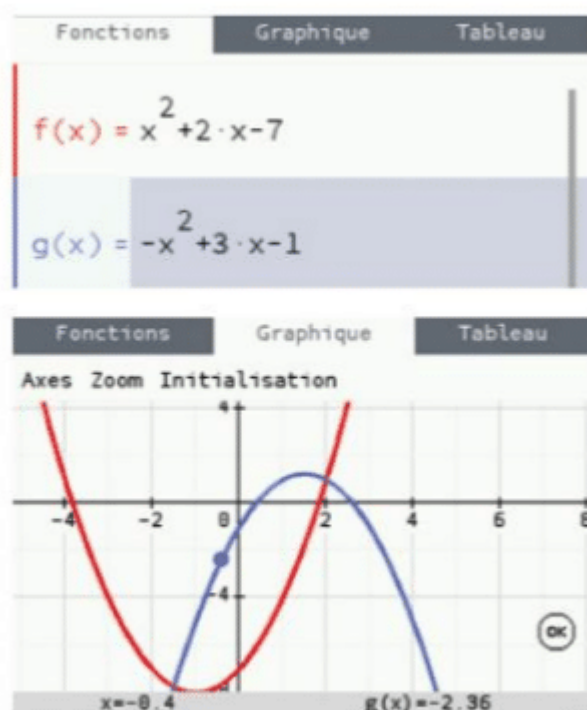 Fonctions Graphique Tableau
f(x) = x²+2·x-7
g(x) = -x²+3·x-1
Fonctions Graphique Tableau
Axes Zoom Initialisation
4
-4 -2 0 2 4 6 8
-4
OK
x=-0.4 g(x)=-2.36